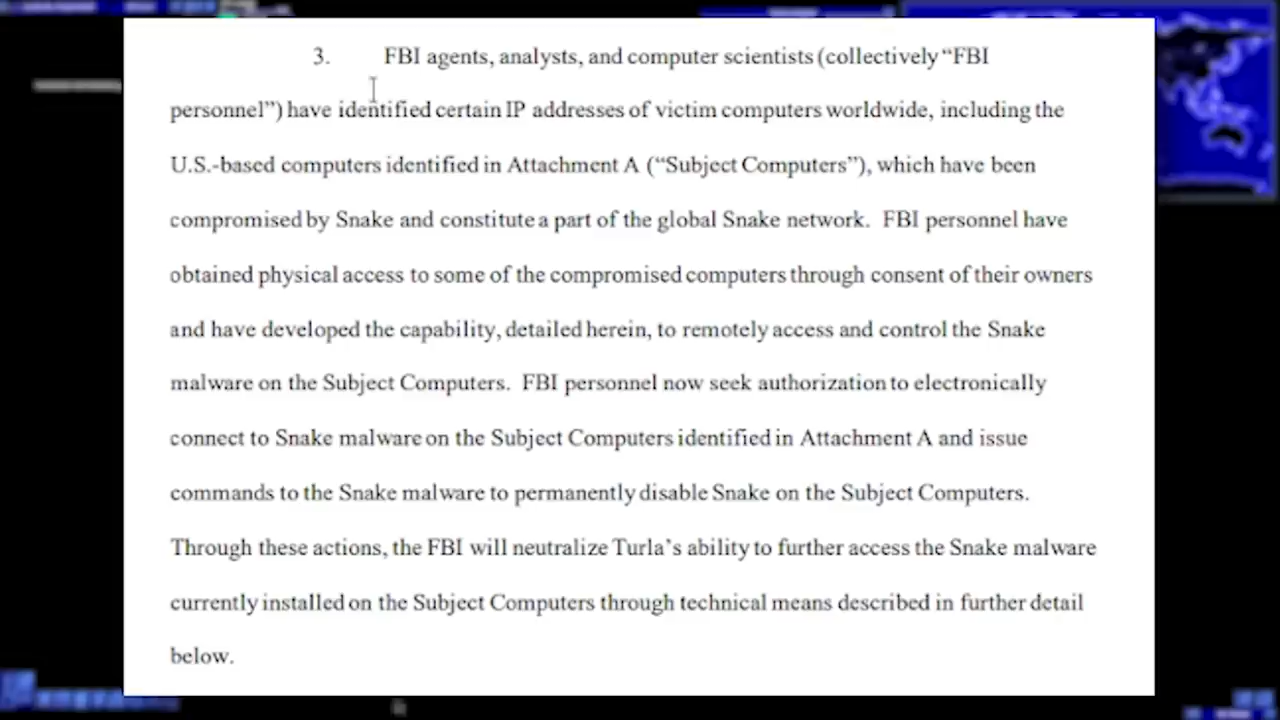 3. FBI agents, analysts, and computer scientists (collectively “FBI
personnel”) have identified certain IP addresses of victim computers worldwide, including the
U.S.-based computers identified in Attachment A (“Subject Computers”), which have been
compromised by Snake and constitute a part of the global Snake network. FBI personnel have
obtained physical access to some of the compromised computers through consent of their owners
and have developed the capability, detailed herein, to remotely access and control the Snake
malware on the Subject Computers. FBI personnel now seek authorization to electronically
connect to Snake malware on the Subject Computers identified in Attachment A and issue
commands to the Snake malware to permanently disable Snake on the Subject Computers.
Through these actions, the FBI will neutralize Turla’s ability to further access the Snake malware
currently installed on the Subject Computers through technical means described in further detail
below.